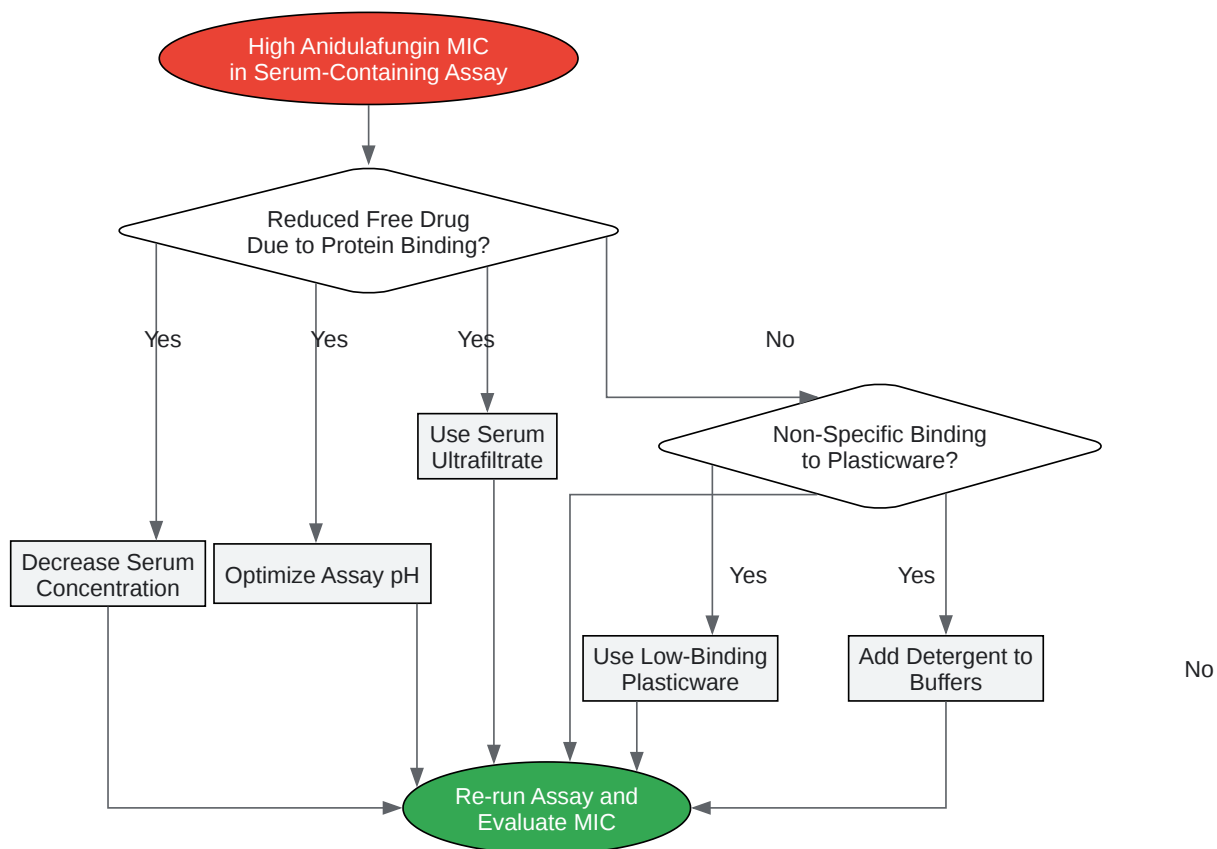 High Anidulafungin MIC
in Serum-Containing Assay
Reduced Free Drug
Due to Protein Binding?
Yes
Yes
Yes
No
Use Serum
Ultrafiltrate
Non-Specific Binding
to Plasticware?
Decrease Serum
Concentration
Optimize Assay pH
Yes
Yes
Use Low-Binding
Plasticware
Add Detergent to
Buffers
No
Re-run Assay and
Evaluate MIC